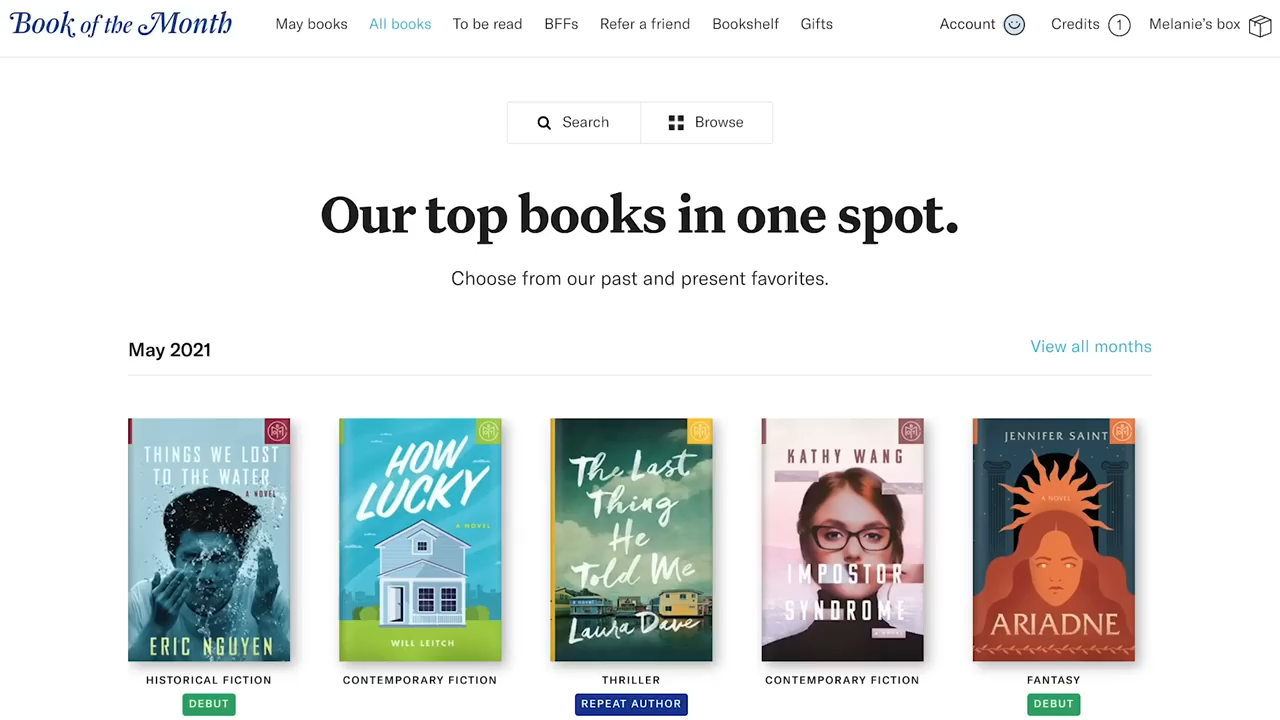 Book of the Month
May books
All books
To be read
BFFs
Refer a friend
Bookshelf
Gifts
Account
Credits 1
Melanie's box
Search
Browse
Our top books in one spot.
Choose from our past and present favorites.
May 2021
View all months
THINGS WE LOST
TO THE WATER
A NOVEL
ERIC NGUYEN
HISTORICAL FICTION
DEBUT
HOW
LUCKY
A NOVEL
WILL LEITCH
CONTEMPORARY FICTION
The Last
Thing
He
Told Me
a novel
Laura Dave
THRILLER
REPEAT AUTHOR
KATHY WANG
IMPOSTOR
SYNDROME
A NOVEL
CONTEMPORARY FICTION
JENNIFER SAINT
A NOVEL
ARIADNE
FANTASY
DEBUT